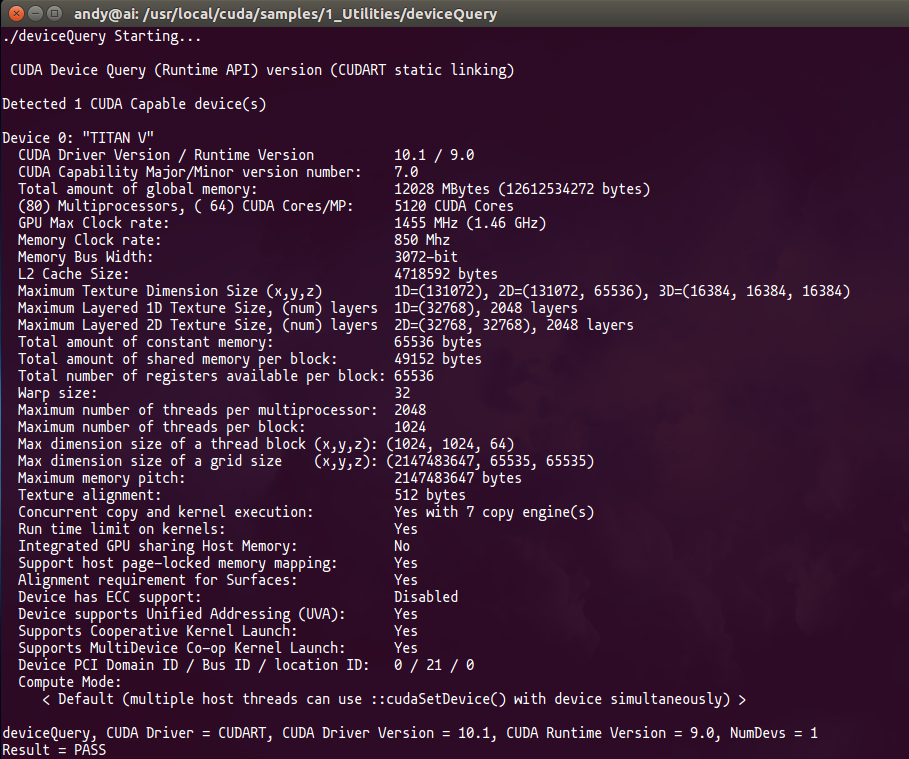 andy@ai: /usr/local/cuda/samples/1_Utilities/deviceQuery
./deviceQuery Starting...
CUDA Device Query (Runtime API) version (CUDART static linking)
Detected 1 CUDA Capable device(s)
Device 0: "TITAN V"
CUDA Driver Version / Runtime Version 10.1 / 9.0
CUDA Capability Major/Minor version number: 7.0
Total amount of global memory: 12028 MBytes (12612534272 bytes)
(80) Multiprocessors, ( 64) CUDA Cores/MP: 5120 CUDA Cores
GPU Max Clock rate: 1455 MHz (1.46 GHz)
Memory Clock rate: 850 Mhz
Memory Bus Width: 3072-bit
L2 Cache Size: 4718592 bytes
Maximum Texture Dimension Size (x,y,z) 1D=(131072), 2D=(131072, 65536), 3D=(16384, 16384, 16384)
Maximum Layered 1D Texture Size, (num) layers 1D=(32768), 2048 layers
Maximum Layered 2D Texture Size, (num) layers 2D=(32768, 32768), 2048 layers
Total amount of constant memory: 65536 bytes
Total amount of shared memory per block: 49152 bytes
Total number of registers available per block: 65536
Warp size: 32
Maximum number of threads per multiprocessor: 2048
Maximum number of threads per block: 1024
Max dimension size of a thread block (x,y,z): (1024, 1024, 64)
Max dimension size of a grid size (x,y,z): (2147483647, 65535, 65535)
Maximum memory pitch: 2147483647 bytes
Texture alignment: 512 bytes
Concurrent copy and kernel execution: Yes with 7 copy engine(s)
Run time limit on kernels: Yes
Integrated GPU sharing Host Memory: No
Support host page-locked memory mapping: Yes
Alignment requirement for Surfaces: Yes
Device has ECC support: Disabled
Device supports Unified Addressing (UVA): Yes
Supports Cooperative Kernel Launch: Yes
Supports MultiDevice Co-op Kernel Launch: Yes
Device PCI Domain ID / Bus ID / location ID: 0 / 21 / 0
Compute Mode:
< Default (multiple host threads can use ::cudaSetDevice() with device simultaneously) >
deviceQuery, CUDA Driver = CUDART, CUDA Driver Version = 10.1, CUDA Runtime Version = 9.0, NumDevs = 1
Result = PASS